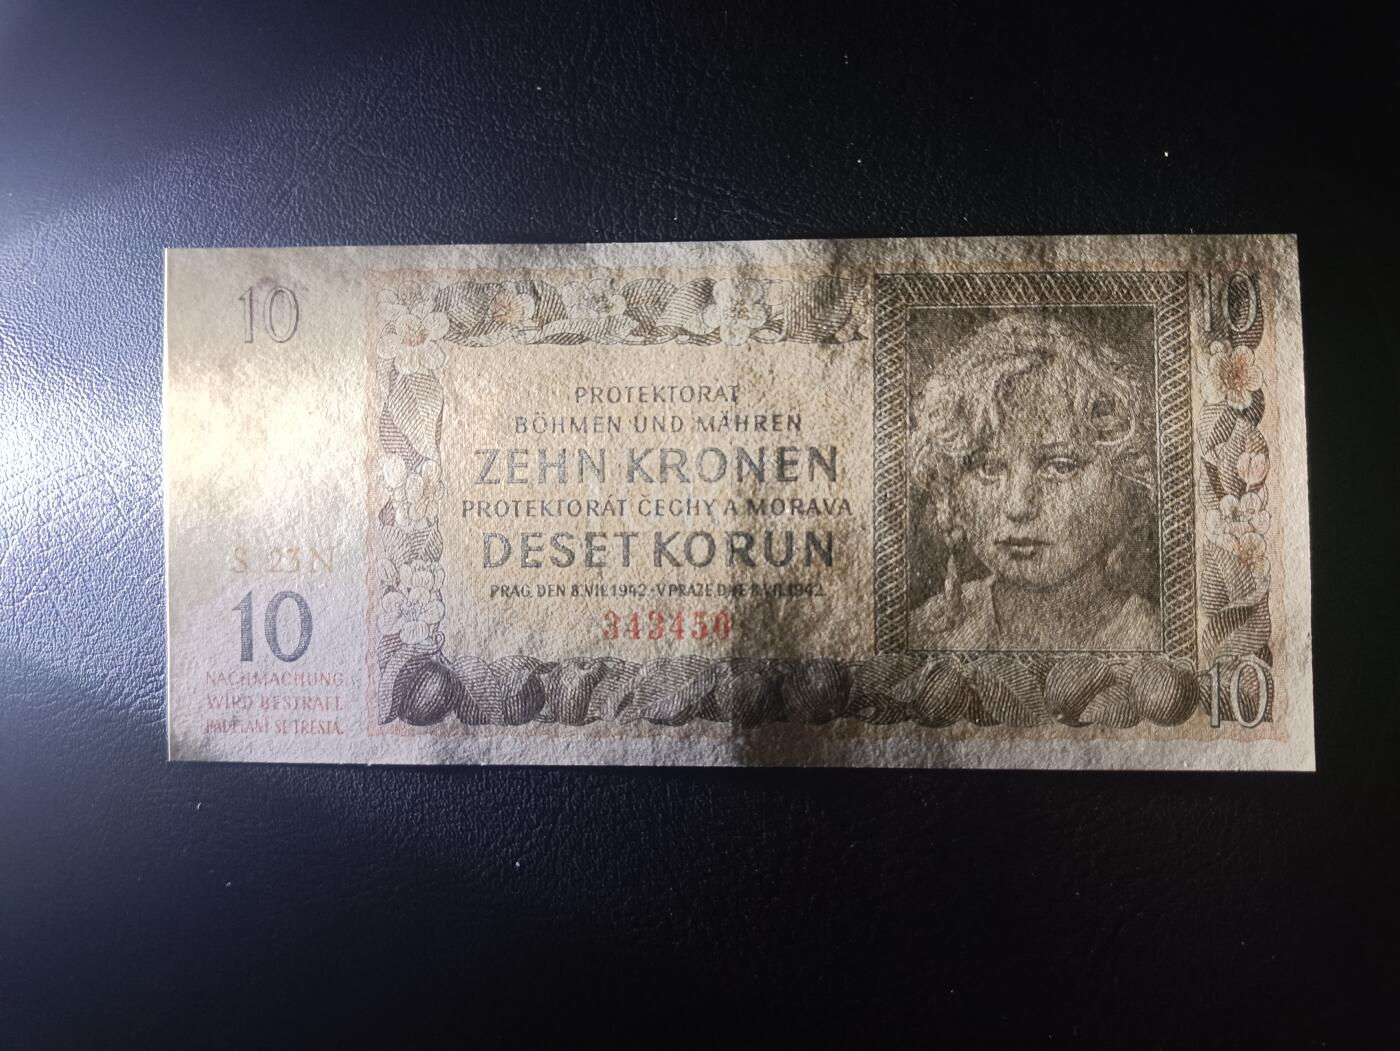 10
10
PROTEKTORAT
BÖHMEN UND MÄHREN
ZEHN KRONEN
PROTEKTORÁT ČECHY A MORAVA
DESET KORUN
PRAG, DEN 8.VII.1942·V PRAZE DNE 8.VII.1942.
343450
S. 23 N
10
NACHMACHUNG
WIRD BESTRAFT.
PADĚLÁNÍ SE TRESTÁ.
10